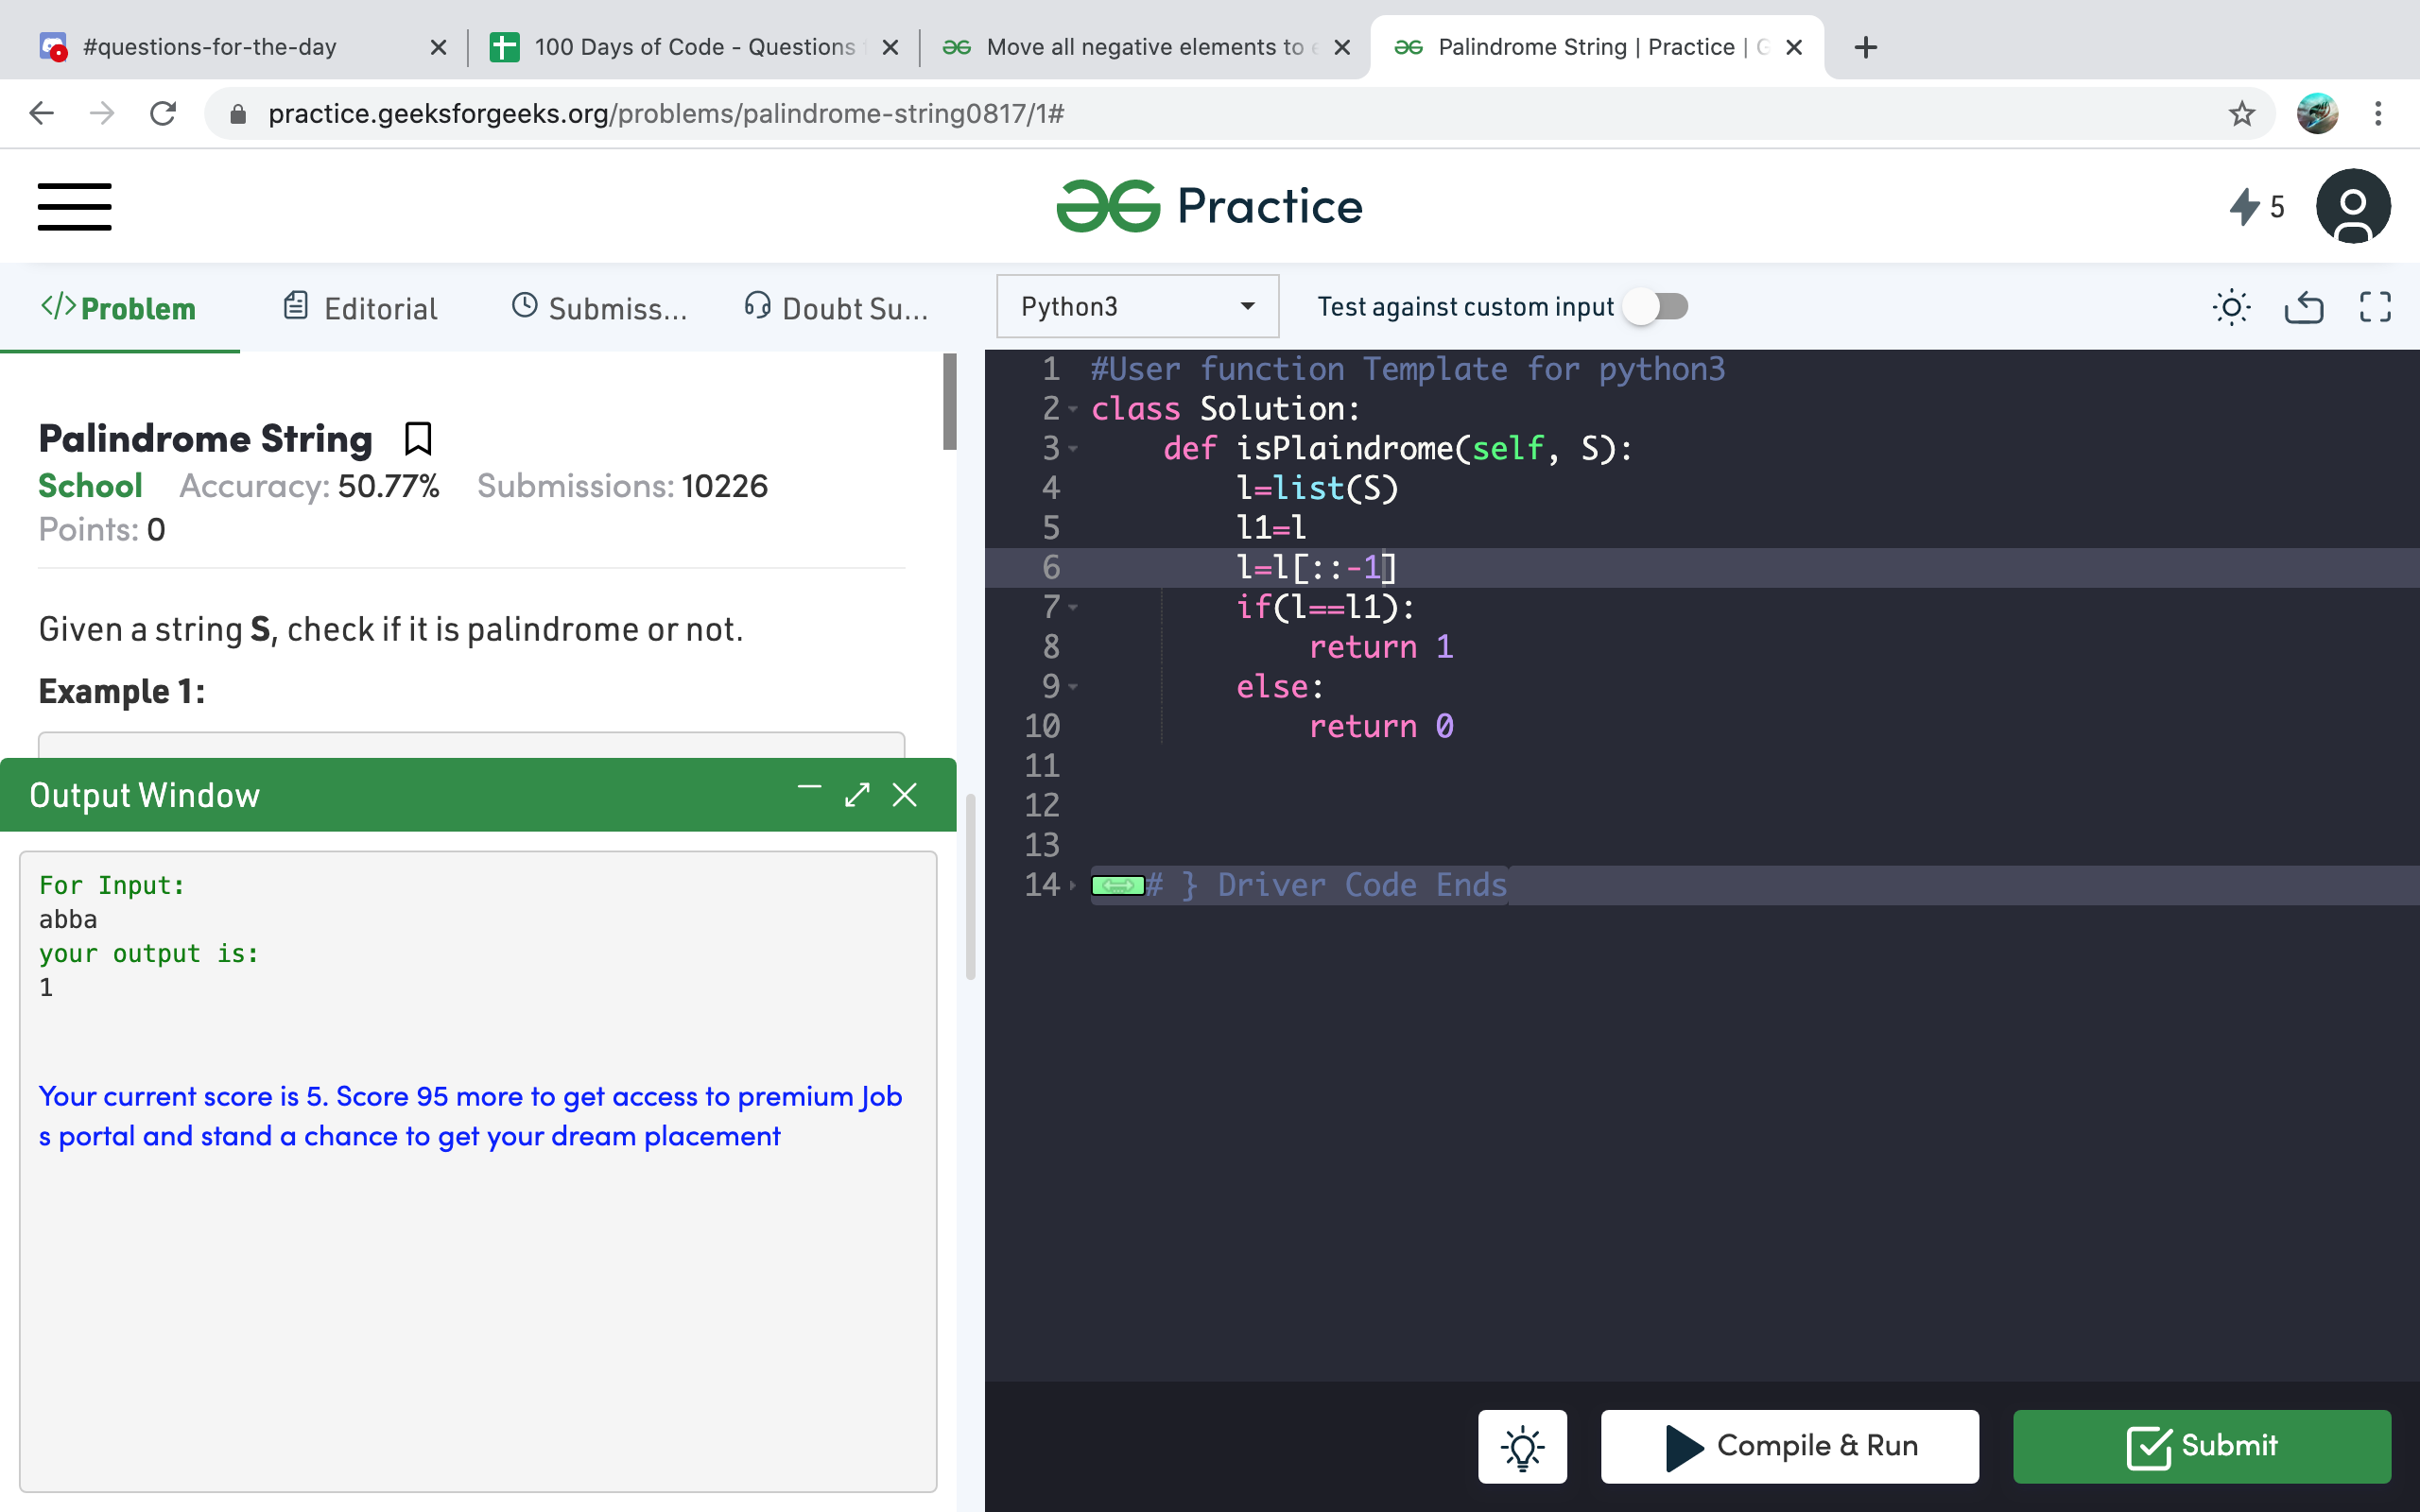 #questions-for-the-day
100 Days of Code - Questions
Move all negative elements to e
Palindrome String | Practice | G
practice.geeksforgeeks.org/problems/palindrome-string0817/1#
Practice
5
</>Problem
Editorial
Submiss...
Doubt Su...
Python3
Test against custom input
Palindrome String
School Accuracy: 50.77% Submissions: 10226
Points: 0
Given a string S, check if it is palindrome or not.
Example 1:
Output Window
For Input:
abba
your output is:
1
Your current score is 5. Score 95 more to get access to premium Job
s portal and stand a chance to get your dream placement
1 #User function Template for python3
2 class Solution:
3     def isPlaindrome(self, S):
4         l=list(S)
5         l1=l
6         l=l[::-1]
7         if(l==l1):
8             return 1
9         else:
10             return 0
11
12
13
14 # } Driver Code Ends
Compile & Run
Submit